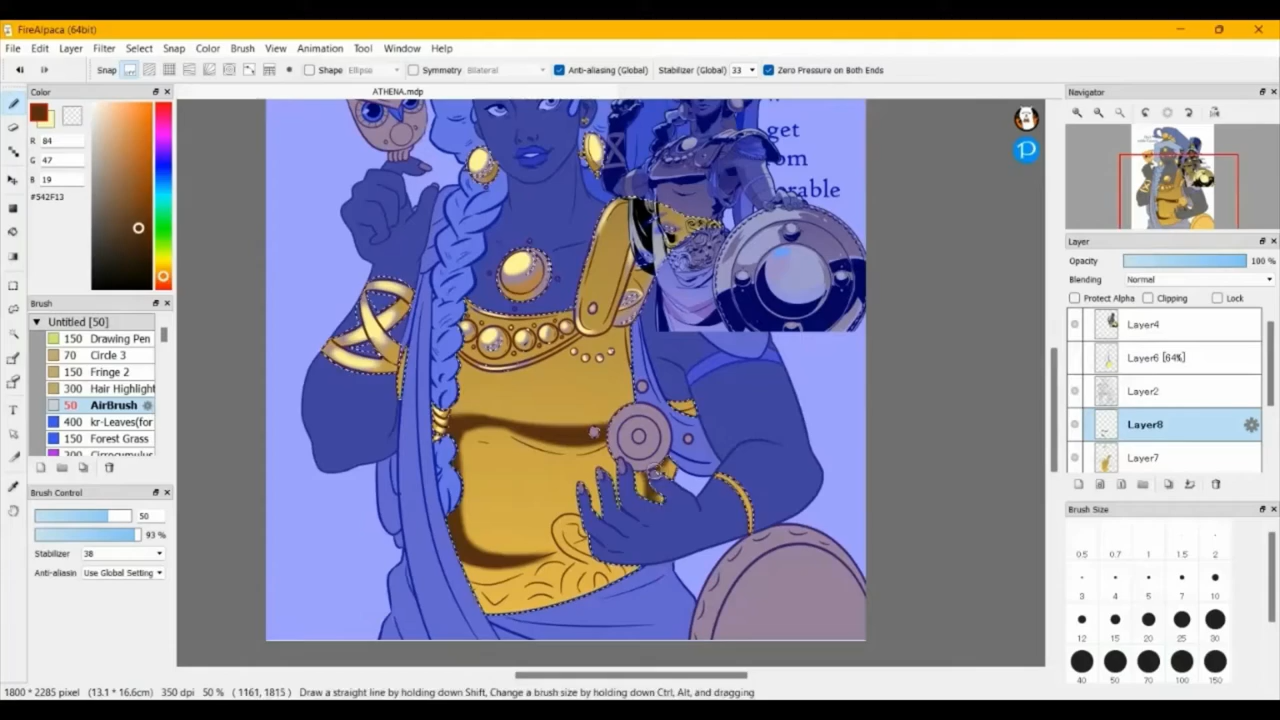 FireAlpaca (64bit)
File Edit Layer Filter Select Snap Color Brush View Animation Tool Window Help
Snap Shape Ellipse Symmetry Bilateral Anti-aliasing (Global) Stabilizer (Global) 33 Zero Pressure on Both Ends
Color
ATHENA.mdp
Navigator
R 84
G 47
B 19
#542F13
get
Layer
Opacity 100 %
Blending Normal
Protect Alpha Clipping Lock
Brush
Untitled [50]
150 Drawing Pen
70 Circle 3
150 Fringe 2
300 Hair Highlight
50 AirBrush
400 kr-Leaves(for
150 Forest Grass
Layer4
Layer6 [64%]
Layer2
Layer8
Layer7
Brush Control
50
93 %
Stabilizer 38
Anti-aliasin Use Global Setting
Brush Size
0.5 0.7 1 1.5 2
3 4 5 7 10
12 15 20 25 30
40 50 70 100 150
1800 * 2285 pixel (13.1 * 16.6cm) 350 dpi 50 % ( 1161, 1815 ) Draw a straight line by holding down Shift, Change a brush size by holding down Ctrl, Alt, and dragging